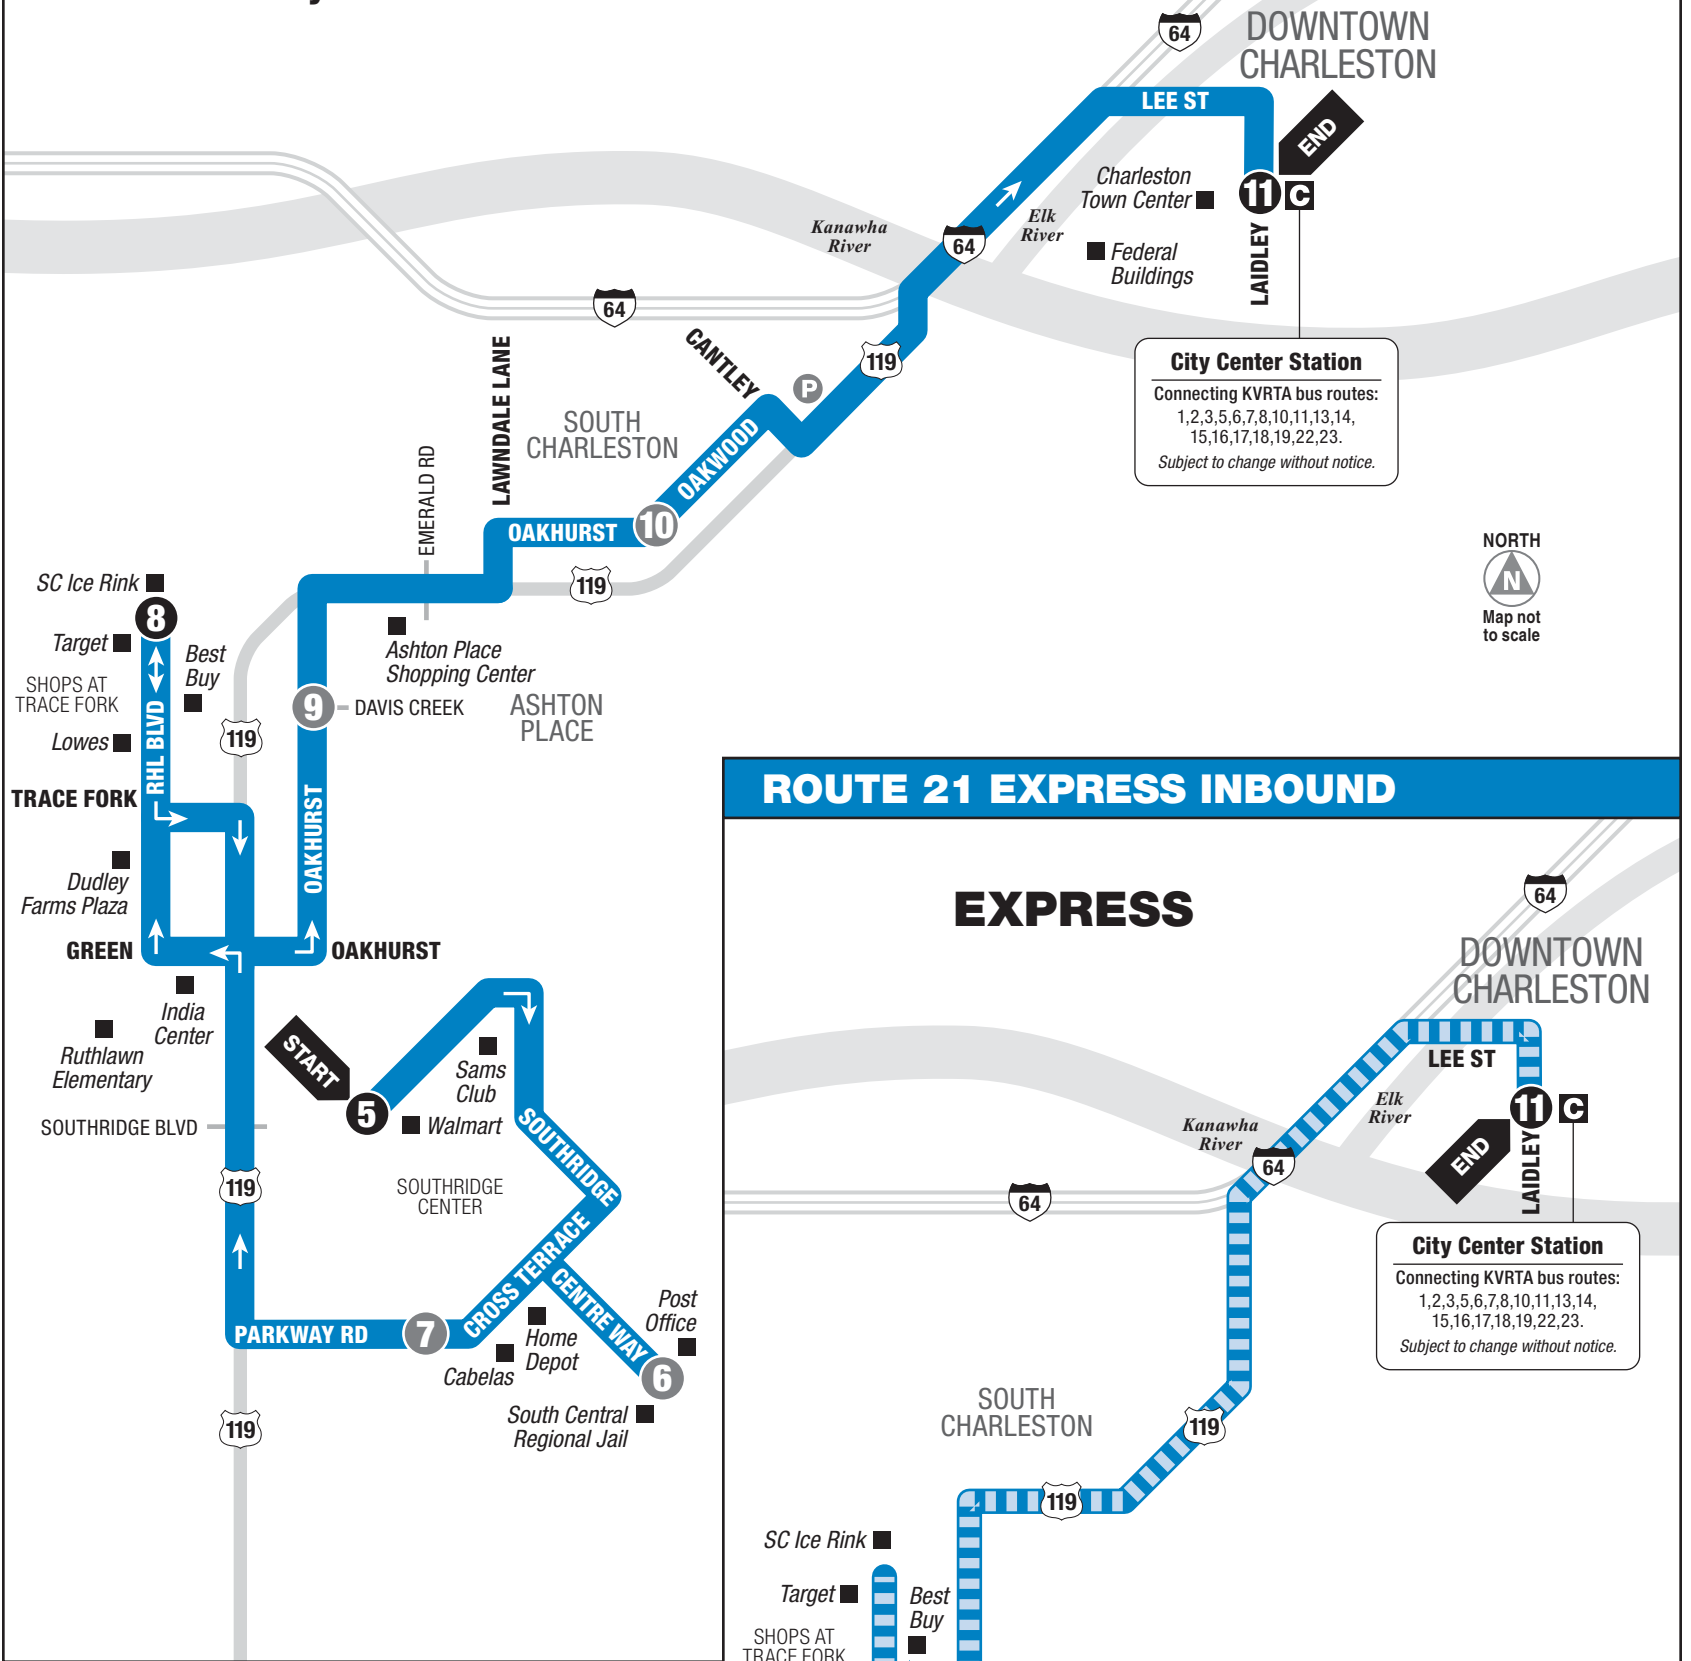 64
DOWNTOWN
CHARLESTON
LEE ST
END
Charleston
Town Center
11
C
Elk
River
Kanawha
River
64
Federal
Buildings
LAIDLEY
64
City Center Station
Connecting KVRTA bus routes:
1,2,3,5,6,7,8,10,11,13,14,
15,16,17,18,19,22,23.
Subject to change without notice.
119
CANTLEY
P
LAWNDALE LANE
SOUTH
CHARLESTON
OAKWOOD
EMERALD RD
OAKHURST
10
119
NORTH
N
Map not
to scale
SC Ice Rink
8
Target
Best
Buy
SHOPS AT
TRACE FORK
Ashton Place
Shopping Center
9
DAVIS CREEK
ASHTON
PLACE
Lowes
RHL BLVD
119
TRACE FORK
OAKHURST
Dudley
Farms Plaza
GREEN
OAKHURST
India
Center
Ruthlawn
Elementary
START
5
Sams
Club
Walmart
SOUTHRIDGE BLVD
SOUTHRIDGE
119
SOUTHRIDGE
CENTER
CROSS TERRACE
CENTRE WAY
PARKWAY RD
7
Home
Depot
Cabelas
Post
Office
6
South Central
Regional Jail
119
ROUTE 21 EXPRESS INBOUND
EXPRESS
64
DOWNTOWN
CHARLESTON
LEE ST
Elk
River
Kanawha
River
11
C
END
LAIDLEY
64
64
City Center Station
Connecting KVRTA bus routes:
1,2,3,5,6,7,8,10,11,13,14,
15,16,17,18,19,22,23.
Subject to change without notice.
SOUTH
CHARLESTON
119
119
SC Ice Rink
Target
Best
Buy
SHOPS AT
TRACE FORK